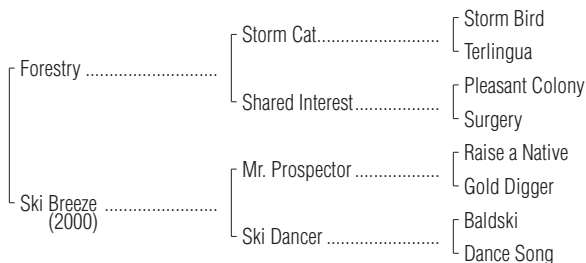 Storm Bird
Storm Cat..........................
Terlingua
Forestry ............................
Pleasant Colony
Shared Interest.................
Surgery
Raise a Native
Mr. Prospector .................
Gold Digger
Ski Breeze ........................
(2000)
Baldski
Ski Dancer .......................
Dance Song